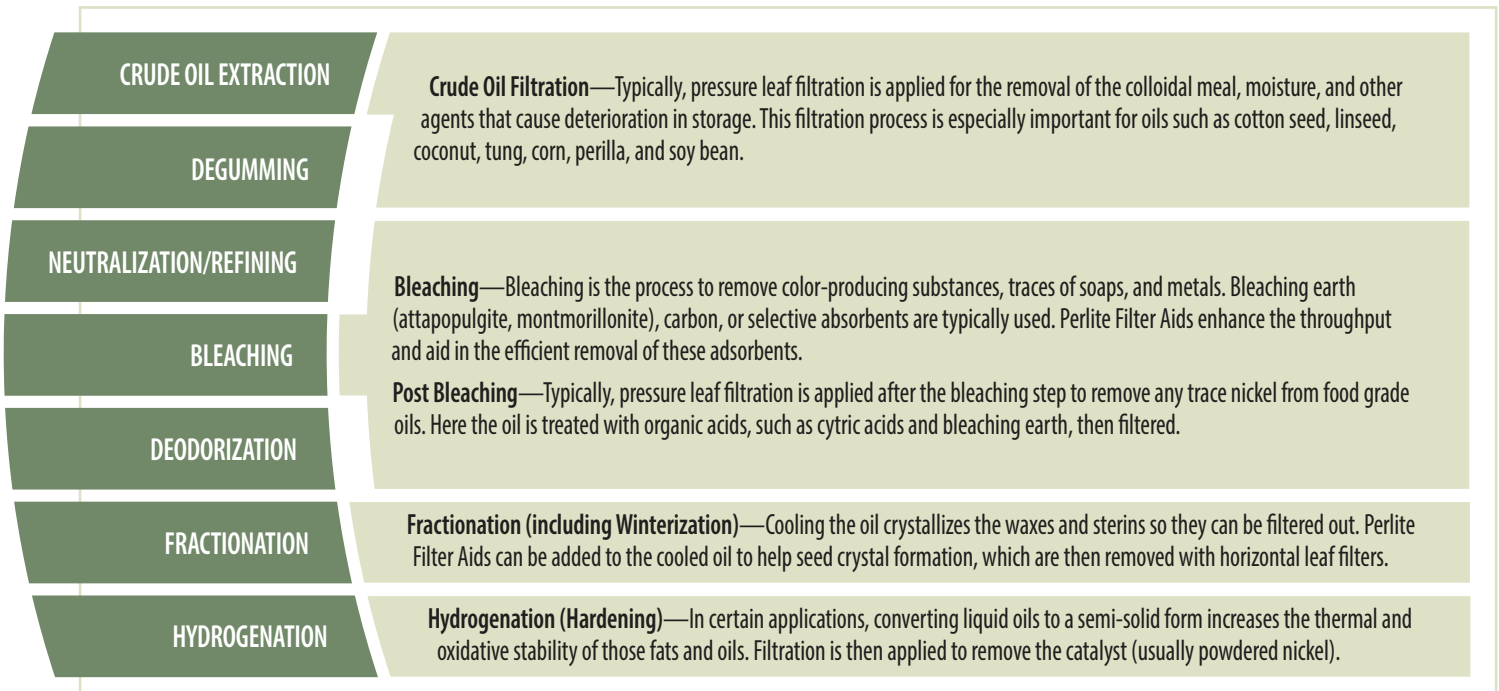 CRUDE OIL EXTRACTION
Crude Oil Filtration—Typically, pressure leaf filtration is applied for the removal of the colloidal meal, moisture, and other
agents that cause deterioration in storage. This filtration process is especially important for oils such as cotton seed, linseed,
coconut, tung, corn, perilla, and soy bean.
DEGUMMING
NEUTRALIZATION/REFINING
Bleaching—Bleaching is the process to remove color-producing substances, traces of soaps, and metals. Bleaching earth
(attapopulgite, montmorillonite), carbon, or selective absorbents are typically used. Perlite Filter Aids enhance the throughput
and aid in the efficient removal of these adsorbents.
BLEACHING
Post Bleaching—Typically, pressure leaf filtration is applied after the bleaching step to remove any trace nickel from food grade
oils. Here the oil is treated with organic acids, such as cytric acids and bleaching earth, then filtered.
DEODORIZATION
FRACTIONATION
Fractionation (including Winterization)—Cooling the oil crystallizes the waxes and sterins so they can be filtered out. Perlite
Filter Aids can be added to the cooled oil to help seed crystal formation, which are then removed with horizontal leaf filters.
HYDROGENATION
Hydrogenation (Hardening)—In certain applications, converting liquid oils to a semi-solid form increases the thermal and
oxidative stability of those fats and oils. Filtration is then applied to remove the catalyst (usually powdered nickel).